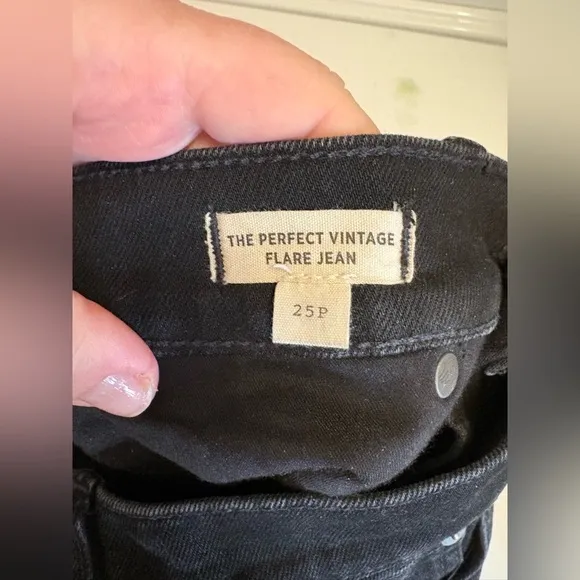 THE PERFECT VINTAGE
FLARE JEAN
25P